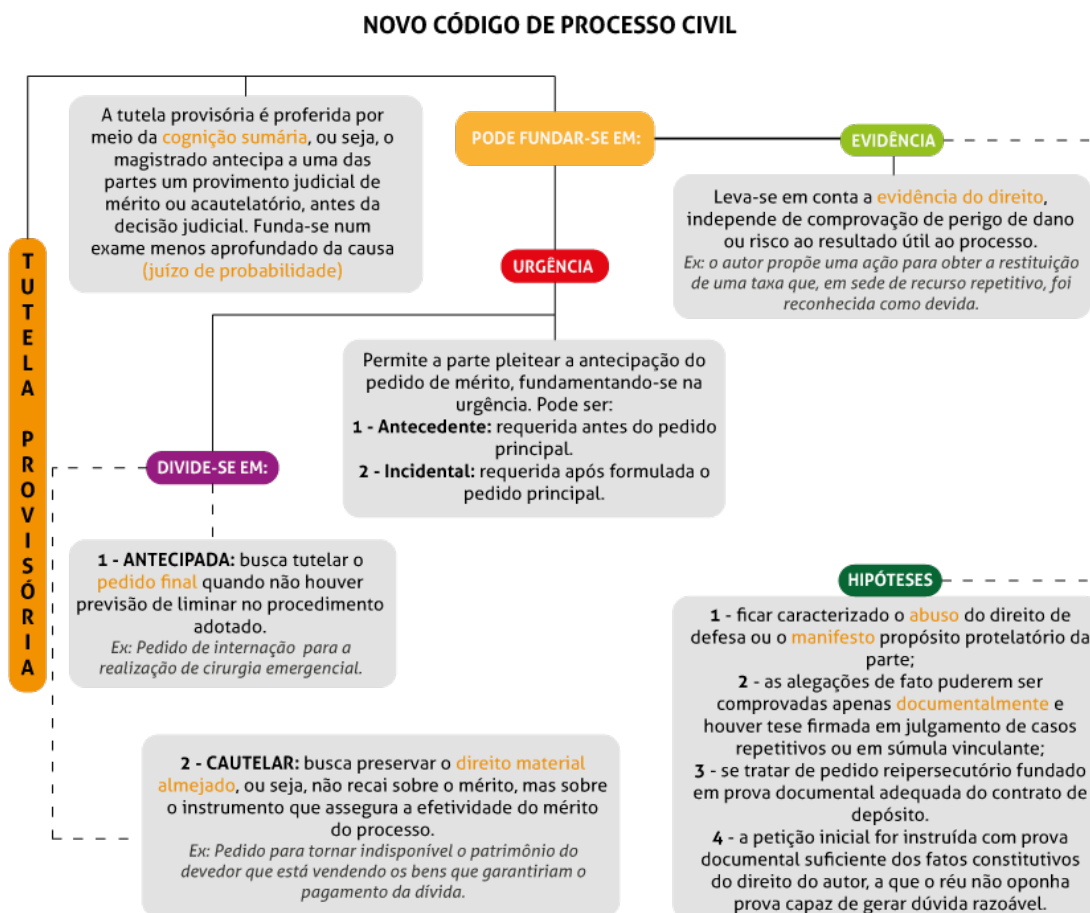 NOVO CÓDIGO DE PROCESSO CIVIL
TUTELA PROVISÓRIA
A tutela provisória é proferida por
meio da cognição sumária, ou seja, o
magistrado antecipa a uma das
partes um provimento judicial de
mérito ou acautelatório, antes da
decisão judicial. Funda-se num
exame menos aprofundado da causa
(juízo de probabilidade)
PODE FUNDAR-SE EM:
EVIDÊNCIA
Leva-se em conta a evidência do direito,
independe de comprovação de perigo de dano
ou risco ao resultado útil ao processo.
Ex: o autor propõe uma ação para obter a restituição
de uma taxa que, em sede de recurso repetitivo, foi
reconhecida como devida.
URGÊNCIA
Permite a parte pleitear a antecipação do
pedido de mérito, fundamentando-se na
urgência. Pode ser:
1 - Antecedente: requerida antes do pedido
principal.
2 - Incidental: requerida após formulada o
pedido principal.
DIVIDE-SE EM:
1 - ANTECIPADA: busca tutelar o
pedido final quando não houver
previsão de liminar no procedimento
adotado.
Ex: Pedido de internação para a
realização de cirurgia emergencial.
2 - CAUTELAR: busca preservar o direito material
almejado, ou seja, não recai sobre o mérito, mas sobre
o instrumento que assegura a efetividade do mérito
do processo.
Ex: Pedido para tornar indisponível o patrimônio do
devedor que está vendendo os bens que garantiriam o
pagamento da dívida.
HIPÓTESES
1 - ficar caracterizado o abuso do direito de
defesa ou o manifesto propósito protelatório da
parte;
2 - as alegações de fato puderem ser
comprovadas apenas documentalmente e
houver tese firmada em julgamento de casos
repetitivos ou em súmula vinculante;
3 - se tratar de pedido reipersecutório fundado
em prova documental adequada do contrato de
depósito.
4 - a petição inicial for instruída com prova
documental suficiente dos fatos constitutivos
do direito do autor, a que o réu não oponha
prova capaz de gerar dúvida razoável.